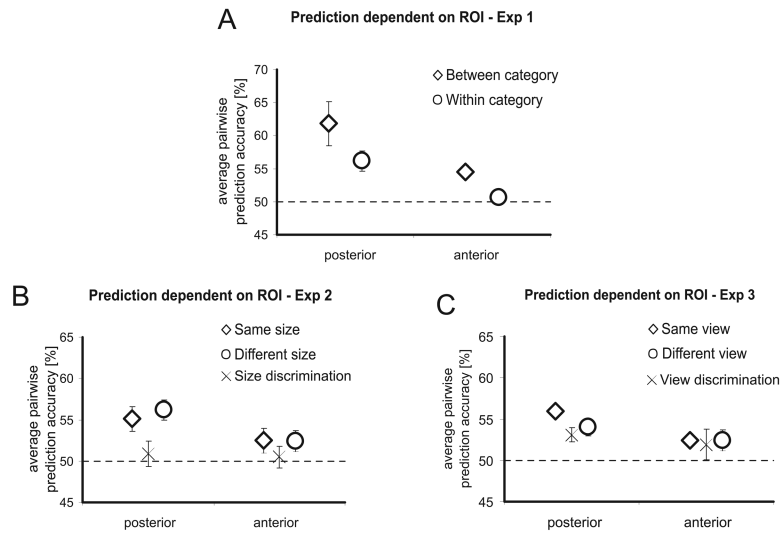 A
Prediction dependent on ROI - Exp 1
average pairwise
prediction accuracy [%]
70
65
60
55
50
45
Between category
Within category
posterior
anterior
B
Prediction dependent on ROI - Exp 2
average pairwise
prediction accuracy [%]
65
60
55
50
45
Same size
Different size
Size discrimination
posterior
anterior
C
Prediction dependent on ROI - Exp 3
average pairwise
prediction accuracy [%]
65
60
55
50
45
Same view
Different view
View discrimination
posterior
anterior